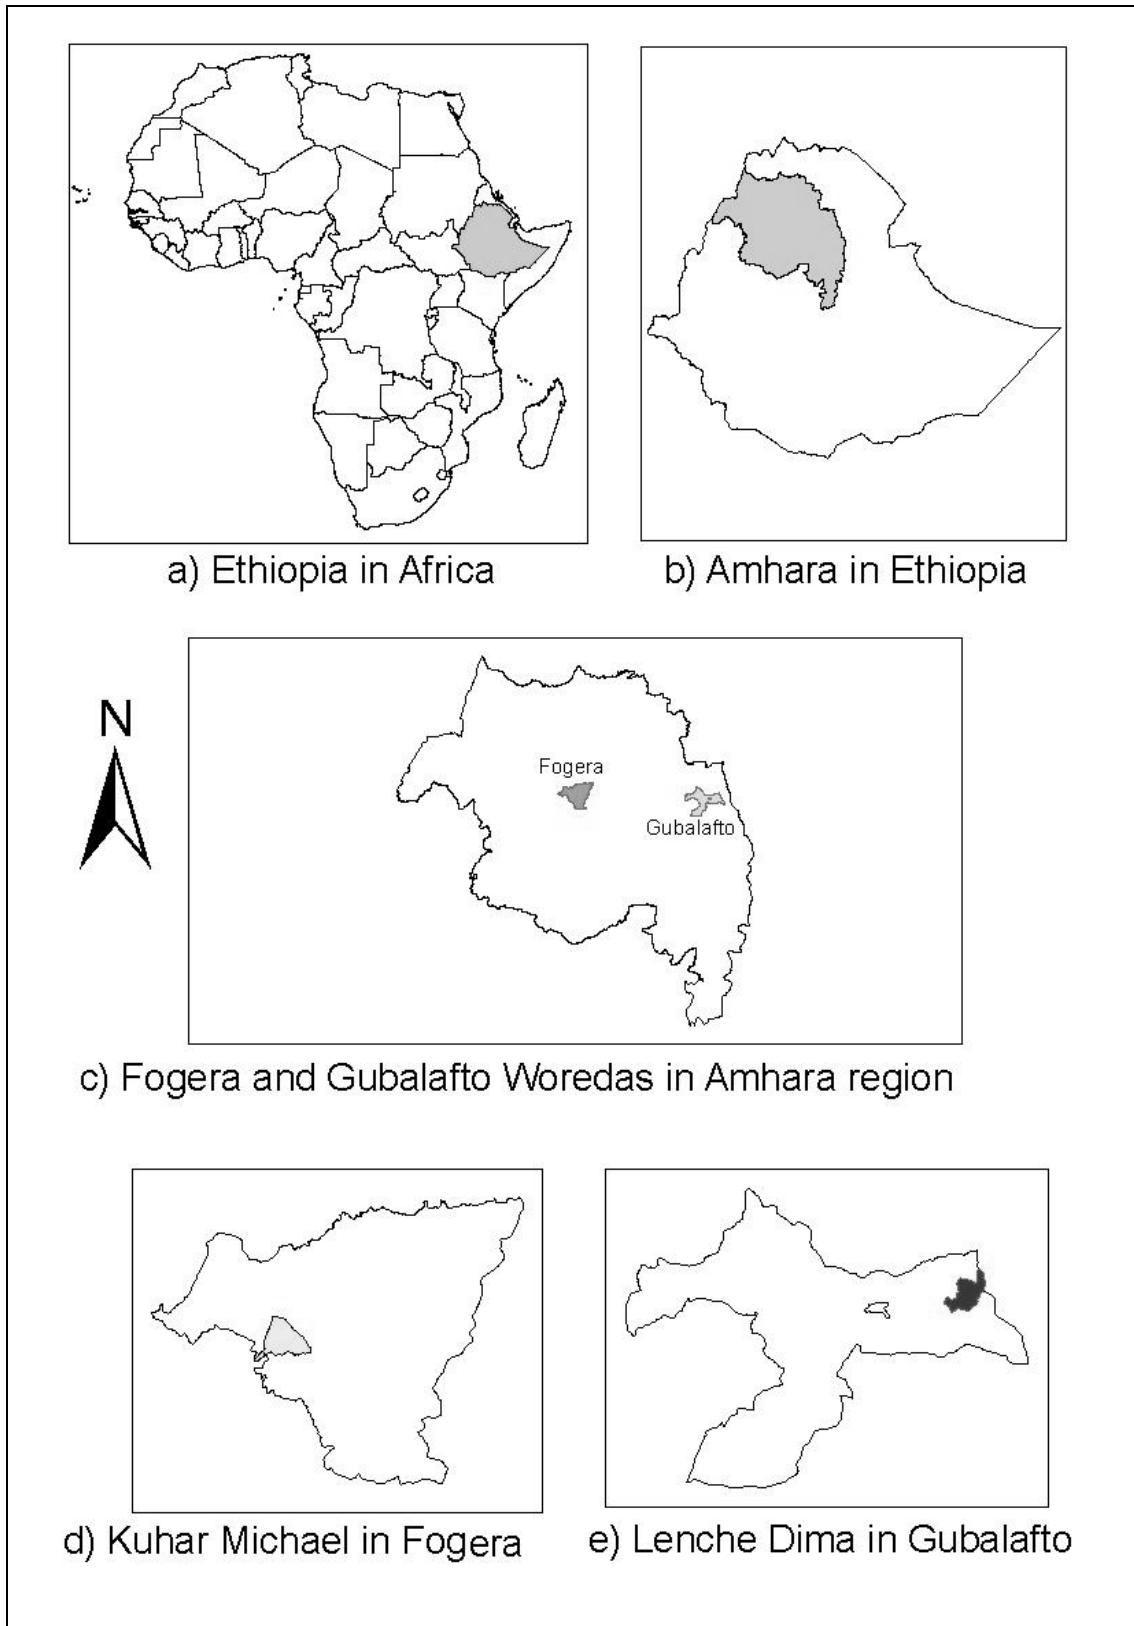 a) Ethiopia in Africa
b) Amhara in Ethiopia
N
Fogera
Gubalafto
c) Fogera and Gubalafto Woredas in Amhara region
d) Kuhar Michael in Fogera
e) Lenche Dima in Gubalafto